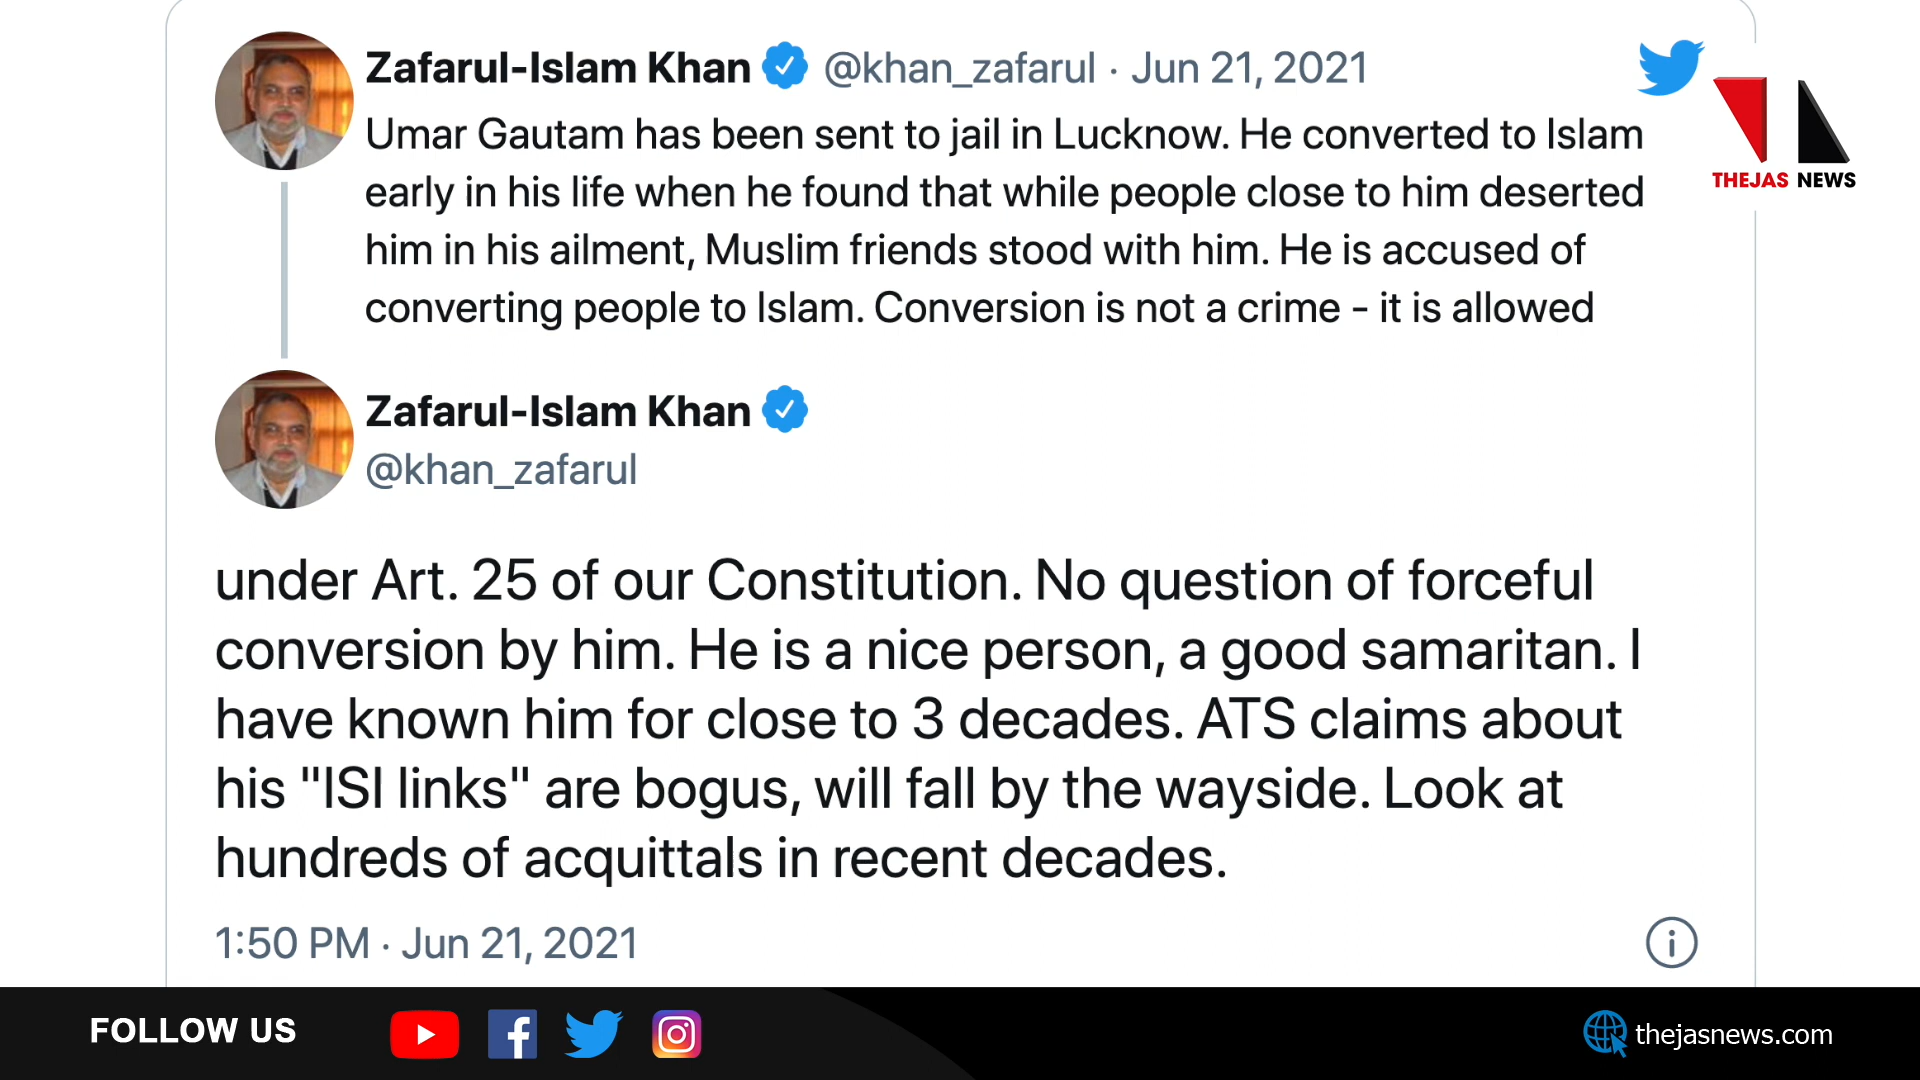 Zafarul-Islam Khan @khan_zafarul · Jun 21, 2021
Umar Gautam has been sent to jail in Lucknow. He converted to Islam
early in his life when he found that while people close to him deserted
him in his ailment, Muslim friends stood with him. He is accused of
converting people to Islam. Conversion is not a crime - it is allowed
THEJAS NEWS
Zafarul-Islam Khan
@khan_zafarul
under Art. 25 of our Constitution. No question of forceful
conversion by him. He is a nice person, a good samaritan. I
have known him for close to 3 decades. ATS claims about
his "ISI links" are bogus, will fall by the wayside. Look at
hundreds of acquittals in recent decades.
1:50 PM · Jun 21, 2021
FOLLOW US
thejasnews.com